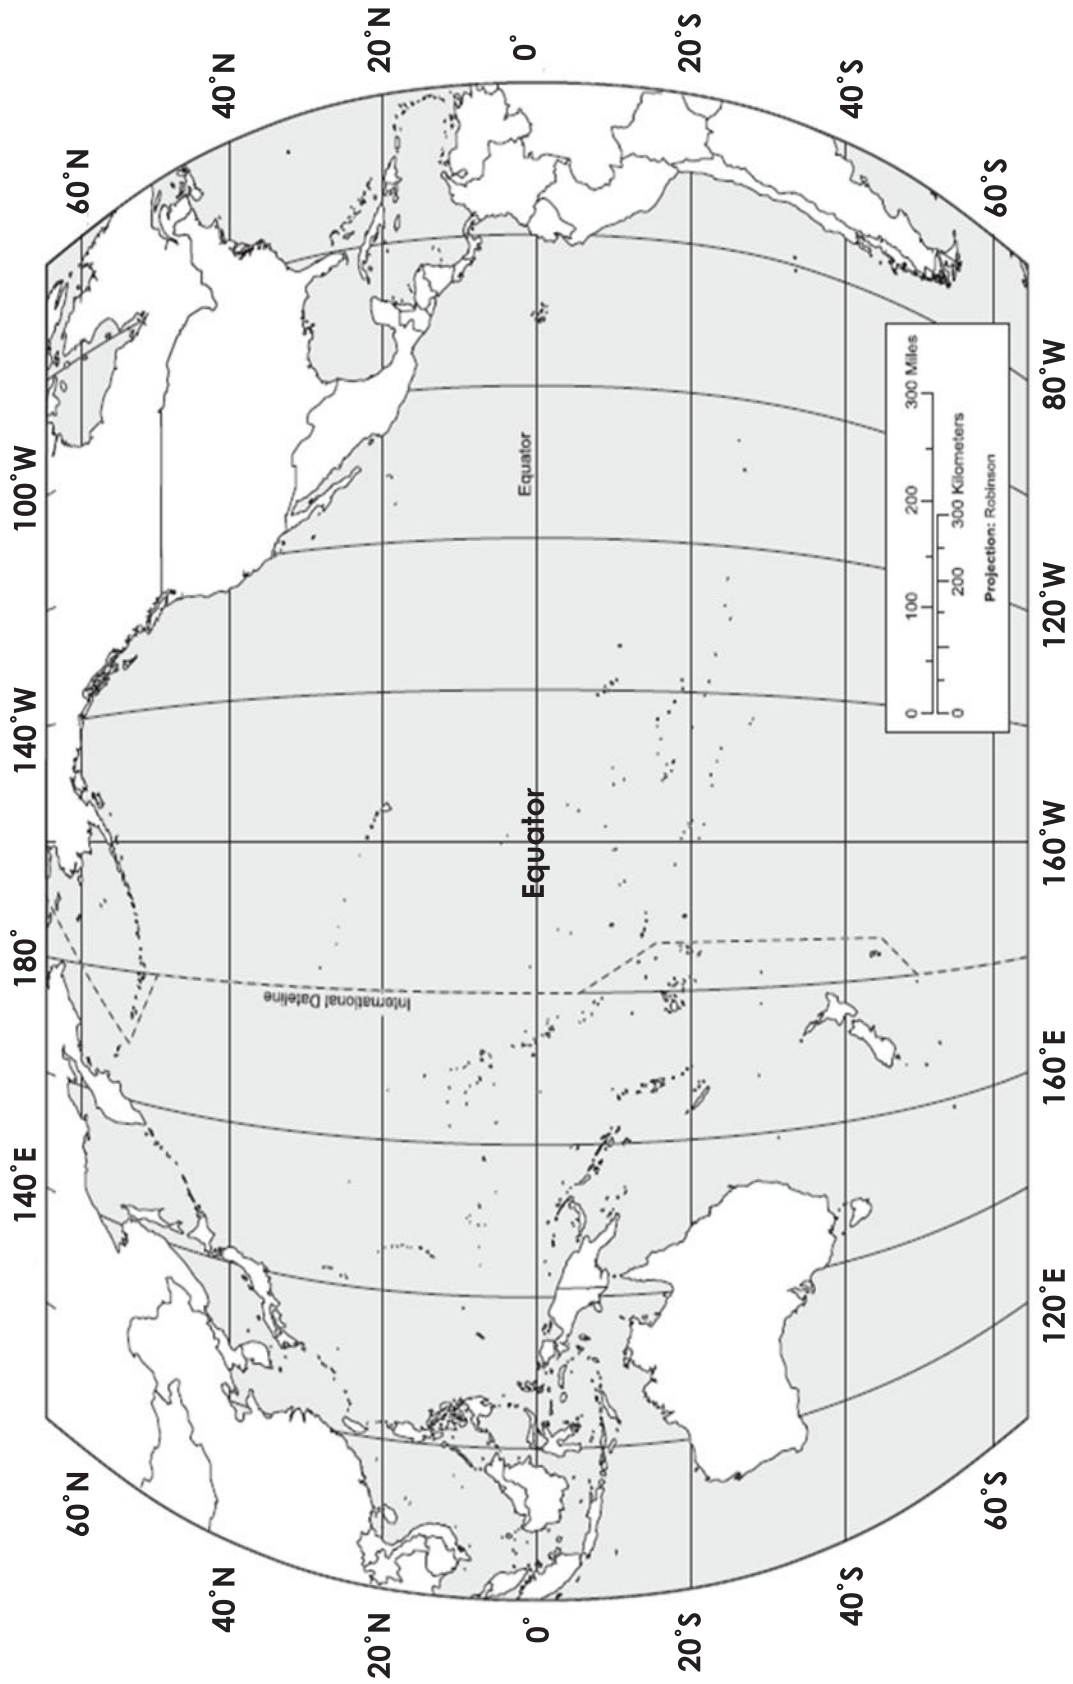 100°W
140°W
180°
140°E
60°N
40°N
20°N
0°
20°S
40°S
60°S
Equator
Equator
International Dateline
0 100 200 300 Miles
0 200 300 Kilometers
Projection: Robinson
60°N
40°N
20°N
0°
20°S
40°S
60°S
80°W
120°W
160°W
160°E
120°E